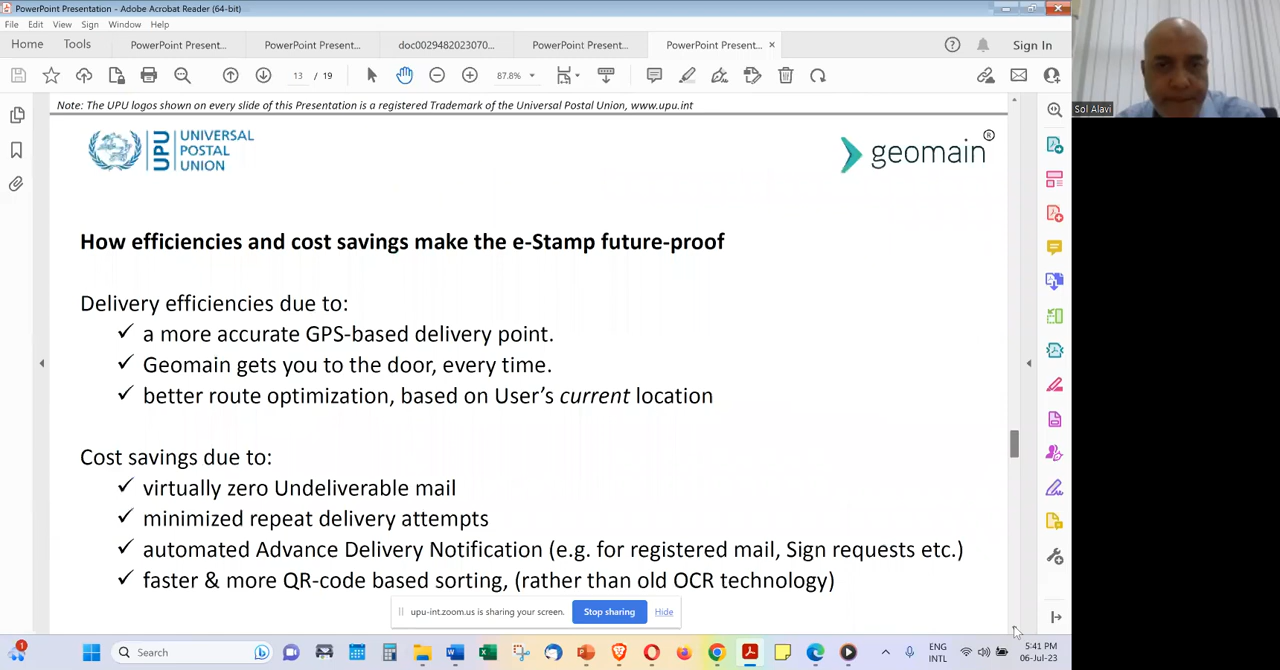 PowerPoint Presentation - Adobe Acrobat Reader (64-bit)
File Edit View Sign Window Help
Home Tools PowerPoint Present... PowerPoint Present... doc0029482023070... PowerPoint Present... PowerPoint Present... × ? Sign In
13 / 19 87.8%
Note: The UPU logos shown on every slide of this Presentation is a registered Trademark of the Universal Postal Union, www.upu.int
UPU
UNIVERSAL
POSTAL
UNION
geomain®
How efficiencies and cost savings make the e-Stamp future-proof
Delivery efficiencies due to:
✓ a more accurate GPS-based delivery point.
✓ Geomain gets you to the door, every time.
✓ better route optimization, based on User's current location
Cost savings due to:
✓ virtually zero Undeliverable mail
✓ minimized repeat delivery attempts
✓ automated Advance Delivery Notification (e.g. for registered mail, Sign requests etc.)
✓ faster & more QR-code based sorting, (rather than old OCR technology)
upu-int.zoom.us is sharing your screen. Stop sharing Hide
Search
ENG
INTL
5:41 PM
06-Jul-23
Sol Alavi